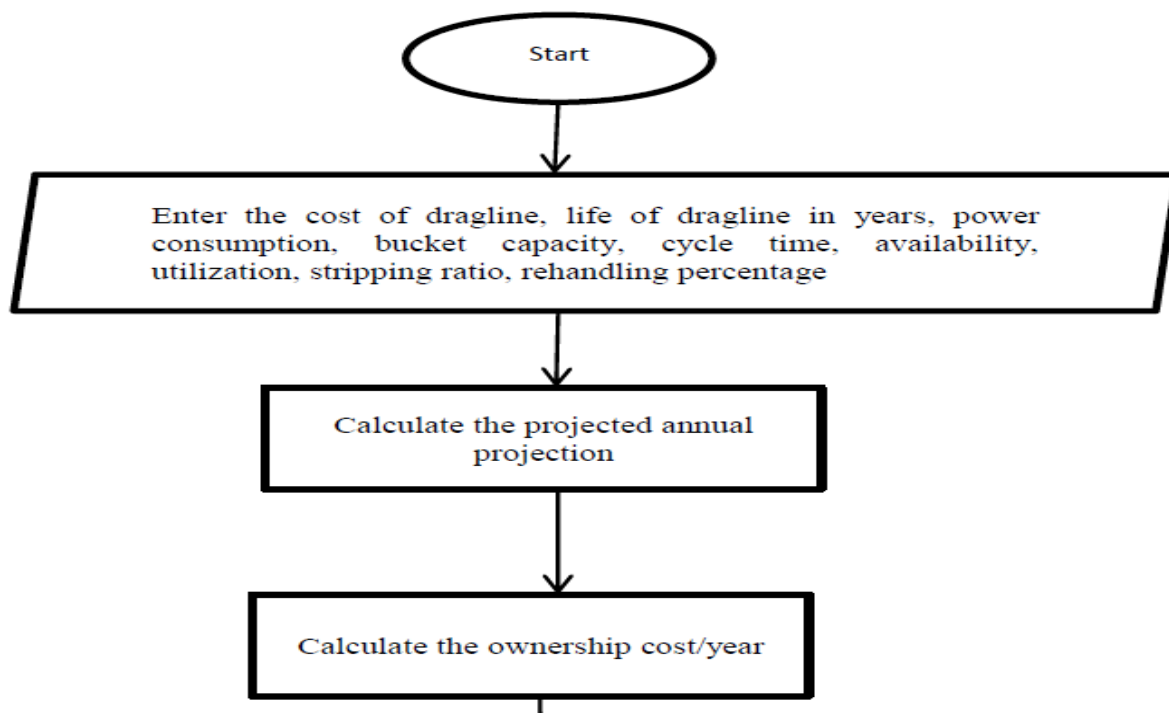 Start
Enter the cost of dragline, life of dragline in years, power
consumption, bucket capacity, cycle time, availability,
utilization, stripping ratio, rehandling percentage
Calculate the projected annual
projection
Calculate the ownership cost/year